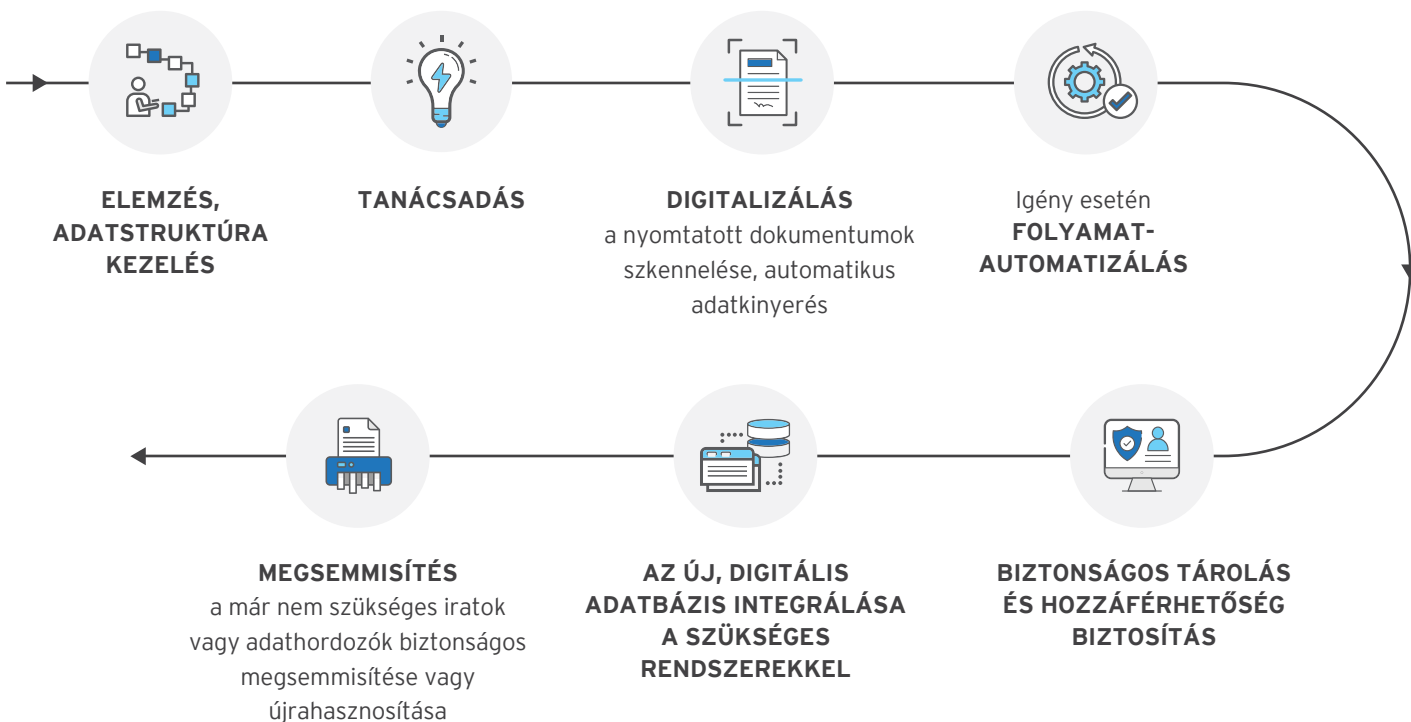 ELEMZÉS,
ADATSTRUKTÚRA
KEZELÉS
TANÁCSADÁS
DIGITALIZÁLÁS
a nyomtatott dokumentumok
szkennelése, automatikus
adatkinyerés
Igény esetén
FOLYAMAT-
AUTOMATIZÁLÁS
BIZTONSÁGOS TÁROLÁS
ÉS HOZZÁFÉRHETŐSÉG
BIZTOSÍTÁS
AZ ÚJ, DIGITÁLIS
ADATBÁZIS INTEGRÁLÁSA
A SZÜKSÉGES
RENDSZEREKKEL
MEGSEMMISÍTÉS
a már nem szükséges iratok
vagy adathordozók biztonságos
megsemmisítése vagy
újrahasznosítása